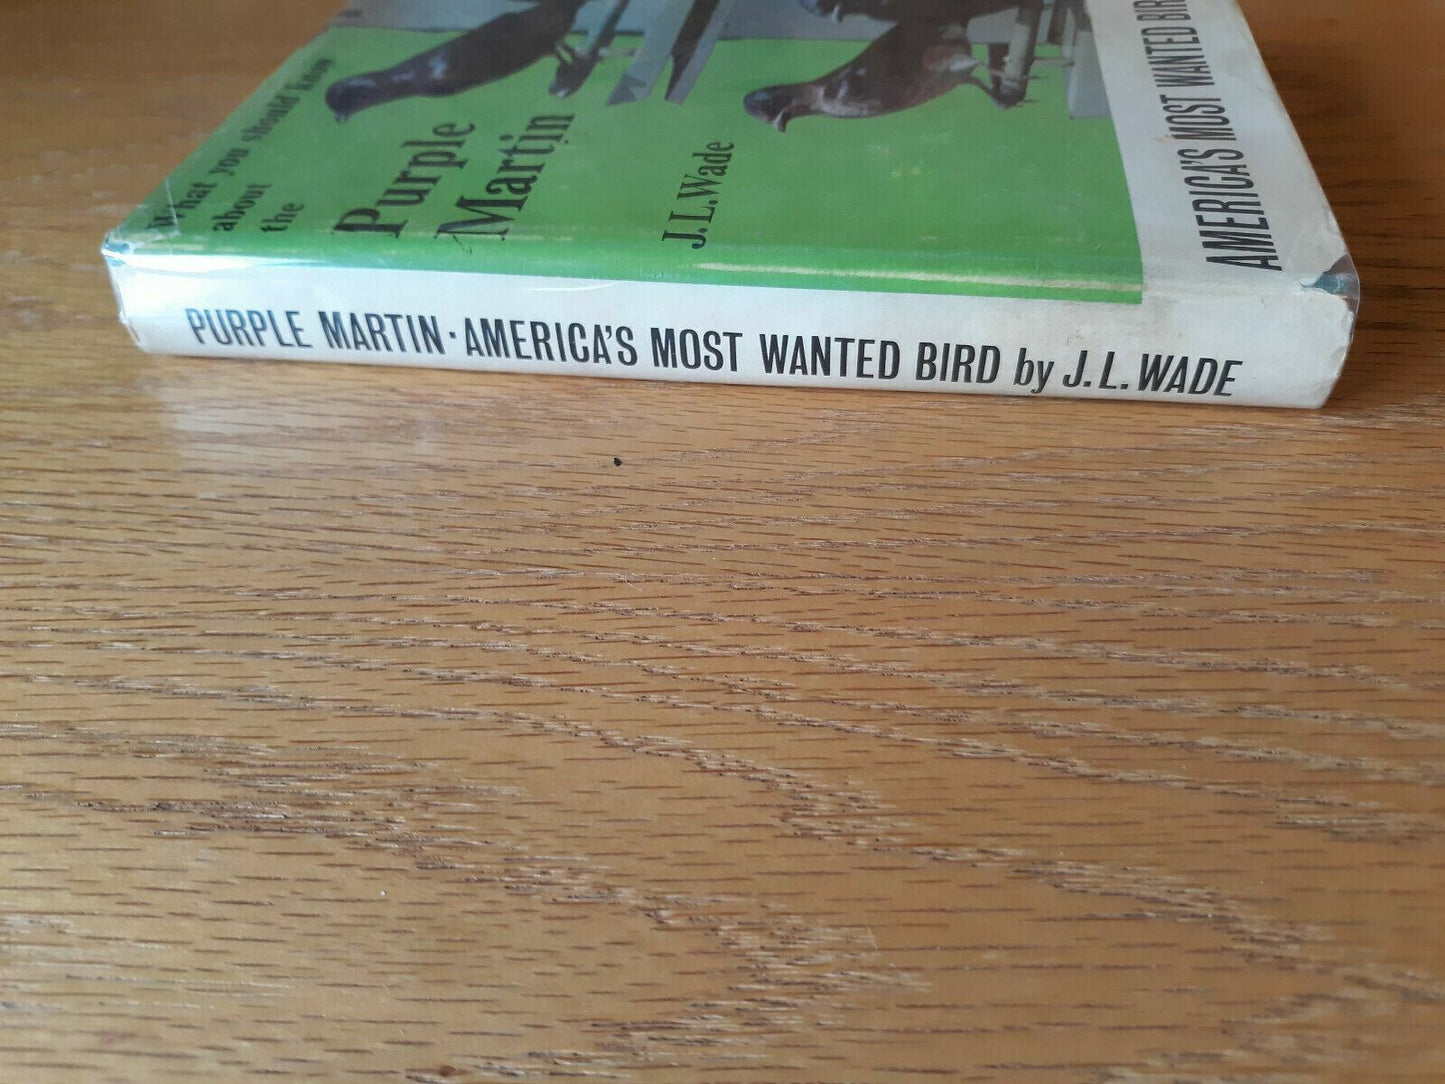 What you should know
about
the
Purple
Martin
J.L.Wade
AMERICA'S MOST WANTED
PURPLE MARTIN · AMERICA'S MOST WANTED BIRD by J. L. WADE